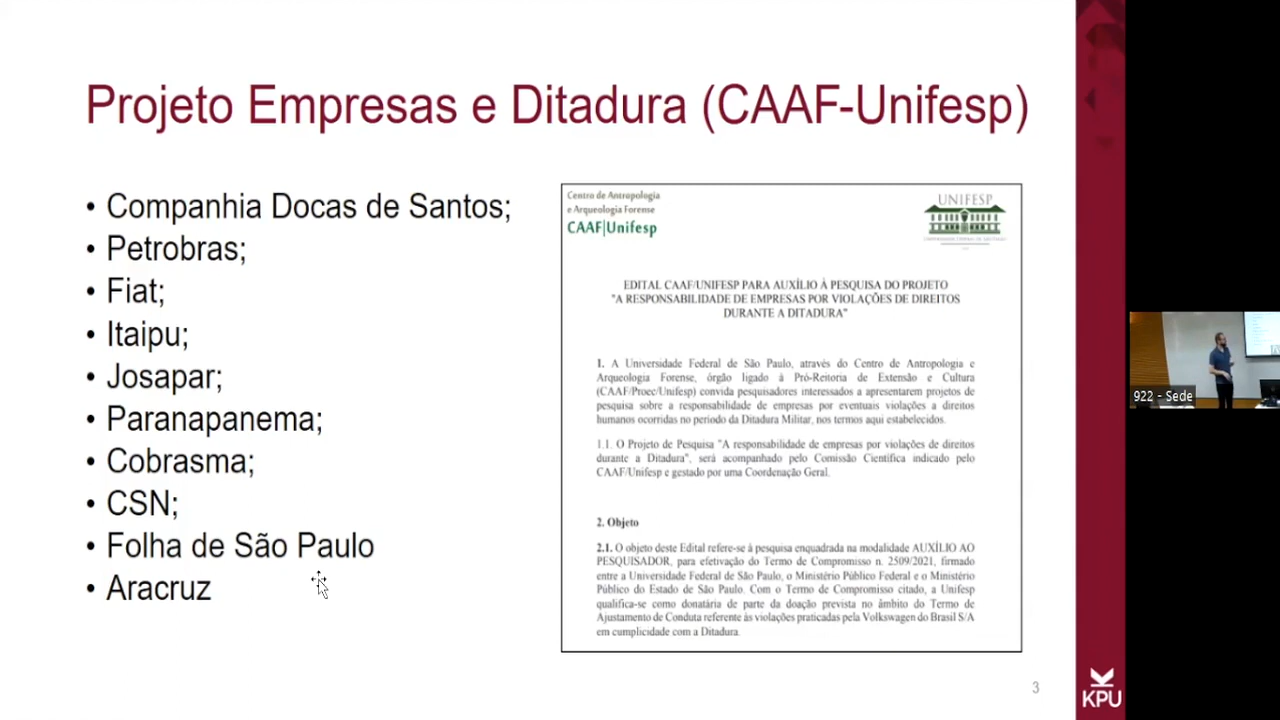 Projeto Empresas e Ditadura (CAAF-Unifesp)
• Companhia Docas de Santos;
• Petrobras;
• Fiat;
• Itaipu;
• Josapar;
• Paranapanema;
• Cobrasma;
• CSN;
• Folha de São Paulo
• Aracruz
Centro de Antropologia
e Arqueologia Forense
CAAF|Unifesp
UNIFESP
EDITAL CAAF/UNIFESP PARA AUXÍLIO À PESQUISA DO PROJETO
"A RESPONSABILIDADE DE EMPRESAS POR VIOLAÇÕES DE DIREITOS
DURANTE A DITADURA"
1. A Universidade Federal de São Paulo, através do Centro de Antropologia e
Arqueologia Forense, órgão ligado à Pró-Reitoria de Extensão e Cultura
(CAAF/Proec/Unifesp) convida pesquisadores interessados a apresentarem projetos de
pesquisa sobre a responsabilidade de empresas por eventuais violações a direitos
humanos ocorridas no período da Ditadura Militar, nos termos aqui estabelecidos.
1.1. O Projeto de Pesquisa "A responsabilidade de empresas por violações de direitos
durante a Ditadura", será acompanhado pelo Comissão Científica indicado pelo
CAAF/Unifesp e gestado por uma Coordenação Geral.
2. Objeto
2.1. O objeto deste Edital refere-se à pesquisa enquadrada na modalidade AUXÍLIO AO
PESQUISADOR, para efetivação do Termo de Compromisso n. 2509/2021, firmado
entre a Universidade Federal de São Paulo, o Ministério Público Federal e o Ministério
Público do Estado de São Paulo. Com o Termo de Compromisso citado, a Unifesp
qualifica-se como donatária de parte da doação prevista no âmbito do Termo de
Ajustamento de Conduta referente às violações praticadas pela Volkswagen do Brasil S/A
em cumplicidade com a Ditadura.
3
KPU
922 - Sede